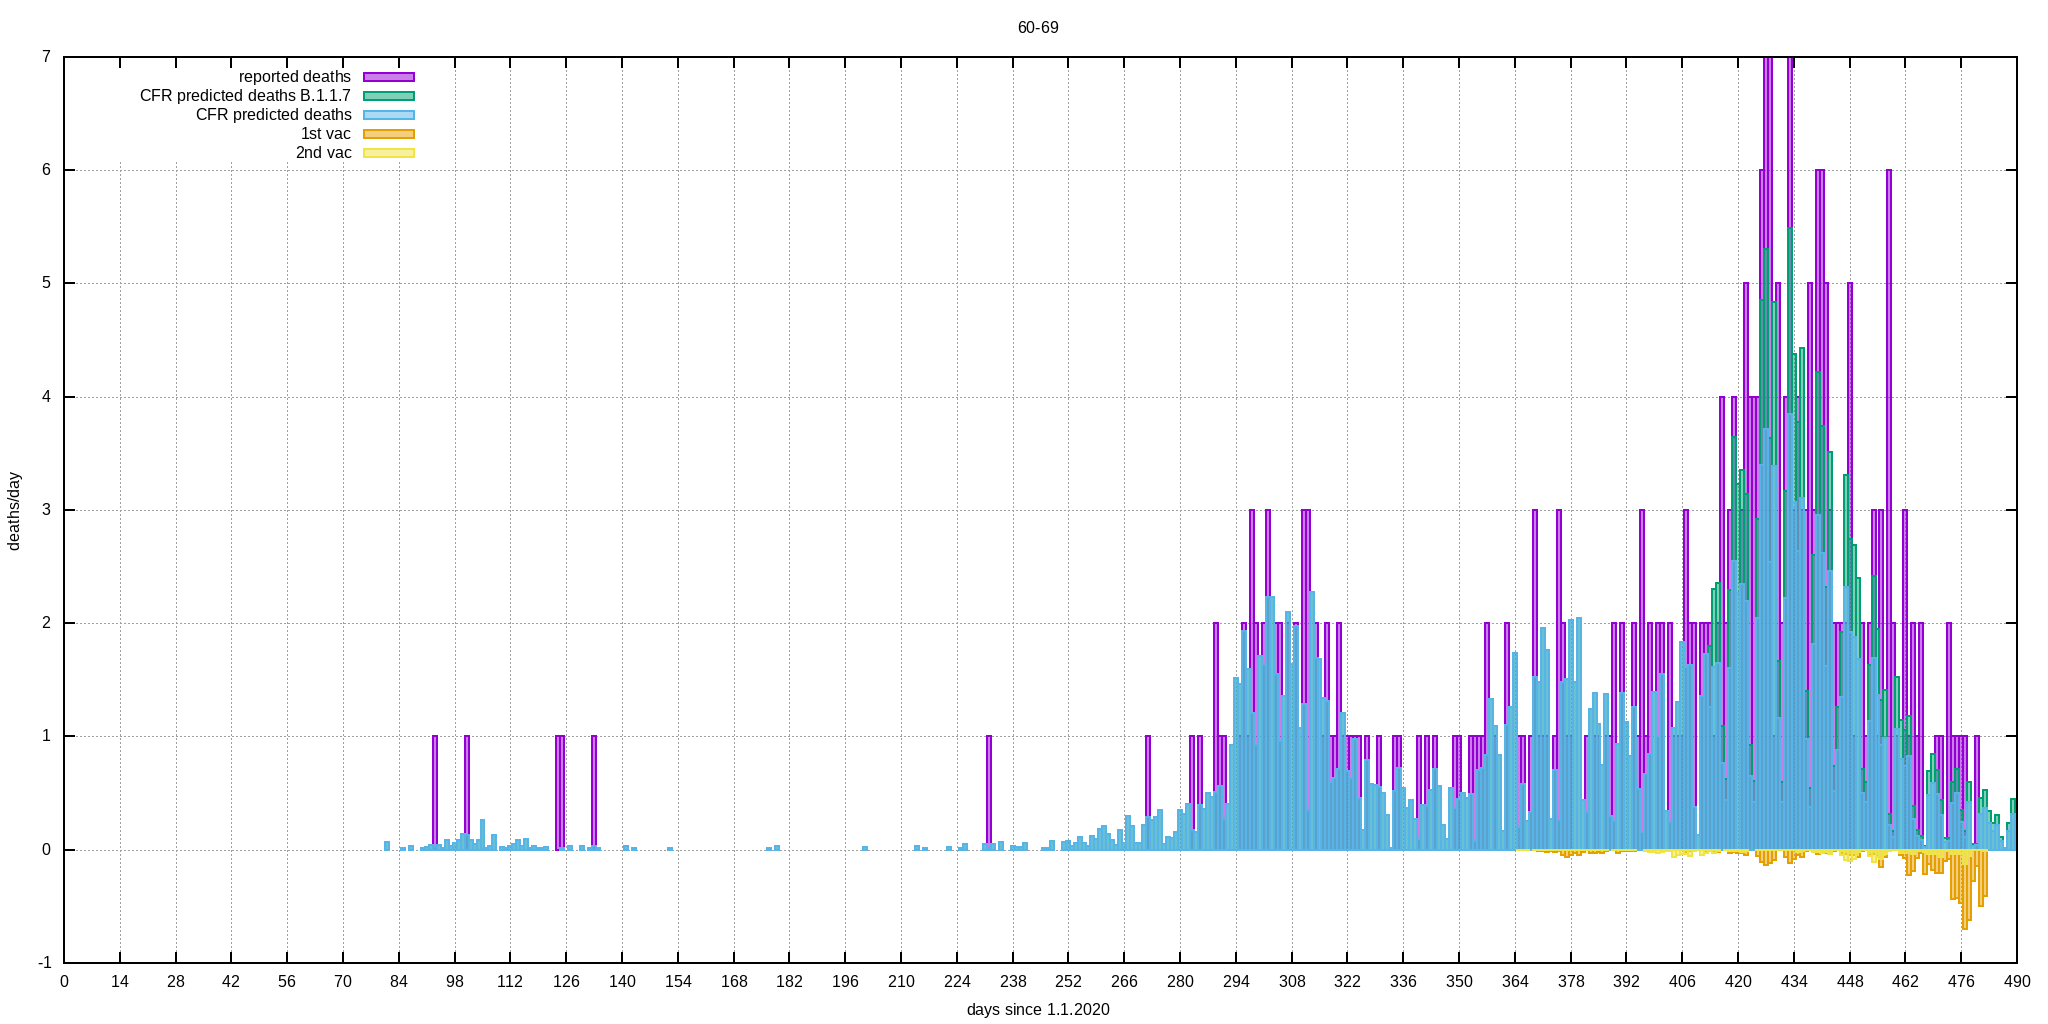 60-69
7
reported deaths
CFR predicted deaths B.1.1.7
CFR predicted deaths
1st vac
2nd vac
6
5
4
deaths/day
3
2
1
0
-1
0 14 28 42 56 70 84 98 112 126 140 154 168 182 196 210 224 238 252 266 280 294 308 322 336 350 364 378 392 406 420 434 448 462 476 490
days since 1.1.2020